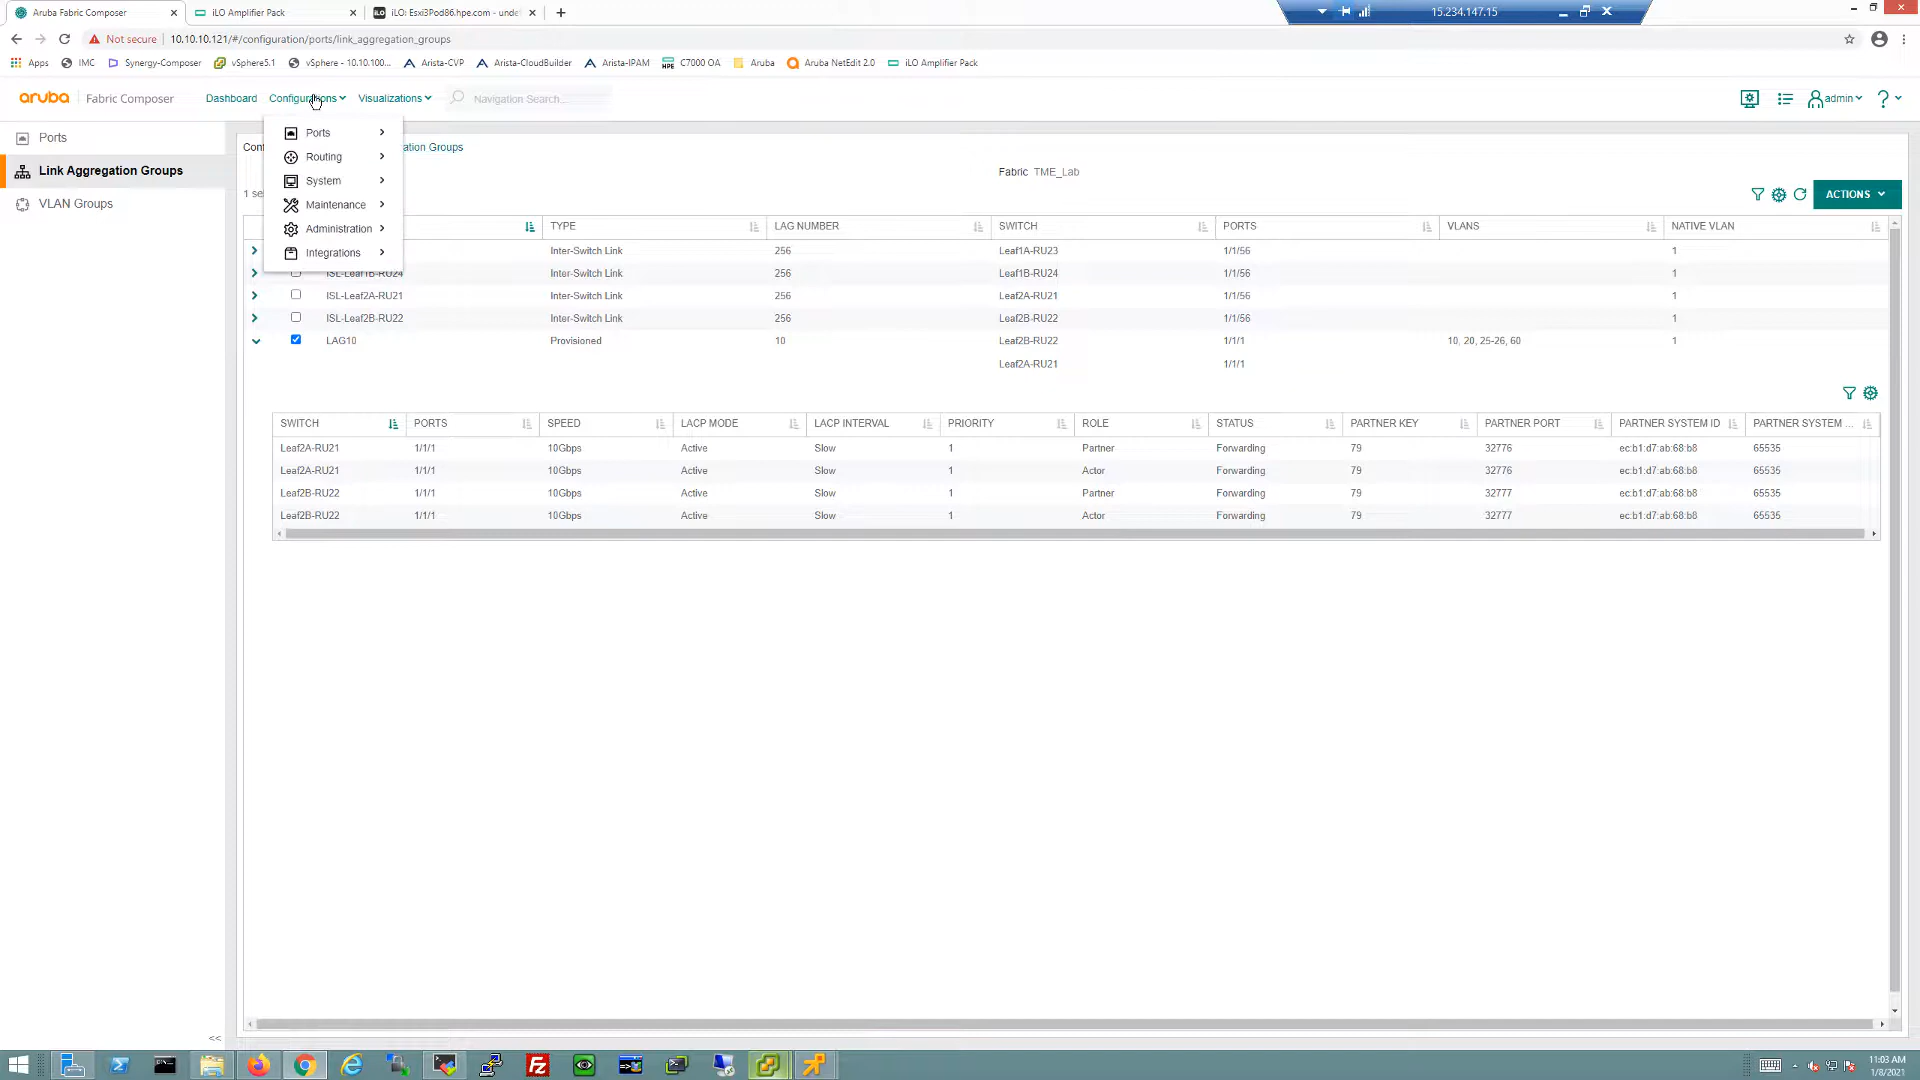 Aruba Fabric Composer
iLO Amplifier Pack
iLO: Esxi3Pod86.hpe.com - unde
15.234.147.15
Not secure
10.10.10.121/#/configuration/ports/link_aggregation_groups
Apps
IMC
Synergy-Composer
vSphere5.1
vSphere - 10.10.100...
Arista-CVP
Arista-CloudBuilder
Arista-IPAM
C7000 OA
Aruba
Aruba NetEdit 2.0
iLO Amplifier Pack
aruba
Fabric Composer
Dashboard
Configurations
Visualizations
Navigation Search...
admin
?
Ports
Link Aggregation Groups
VLAN Groups
Ports
Routing
System
Maintenance
Administration
Integrations
Fabric TME_Lab
ACTIONS
TYPE LAG NUMBER SWITCH PORTS VLANS NATIVE VLAN
Inter-Switch Link 256 Leaf1A-RU23 1/1/56 1
ISL-Leaf1B-RU24 Inter-Switch Link 256 Leaf1B-RU24 1/1/56 1
ISL-Leaf2A-RU21 Inter-Switch Link 256 Leaf2A-RU21 1/1/56 1
ISL-Leaf2B-RU22 Inter-Switch Link 256 Leaf2B-RU22 1/1/56 1
LAG10 Provisioned 10 Leaf2B-RU22 1/1/1 10, 20, 25-26, 60 1
Leaf2A-RU21 1/1/1
SWITCH PORTS SPEED LACP MODE LACP INTERVAL PRIORITY ROLE STATUS PARTNER KEY PARTNER PORT PARTNER SYSTEM ID PARTNER SYSTEM ...
Leaf2A-RU21 1/1/1 10Gbps Active Slow 1 Partner Forwarding 79 32776 ec:b1:d7:ab:68:b8 65535
Leaf2A-RU21 1/1/1 10Gbps Active Slow 1 Actor Forwarding 79 32776 ec:b1:d7:ab:68:b8 65535
Leaf2B-RU22 1/1/1 10Gbps Active Slow 1 Partner Forwarding 79 32777 ec:b1:d7:ab:68:b8 65535
Leaf2B-RU22 1/1/1 10Gbps Active Slow 1 Actor Forwarding 79 32777 ec:b1:d7:ab:68:b8 65535
<<
11:03 AM
1/8/2021